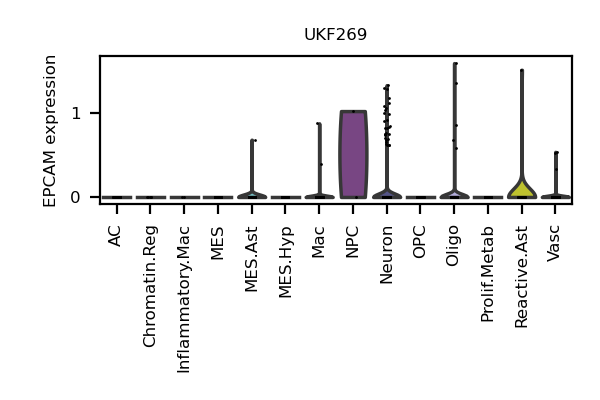 UKF269
EPCAM expression
1
0
AC
Chromatin.Reg
Inflammatory.Mac
MES
MES.Ast
MES.Hyp
Mac
NPC
Neuron
OPC
Oligo
Prolif.Metab
Reactive.Ast
Vasc